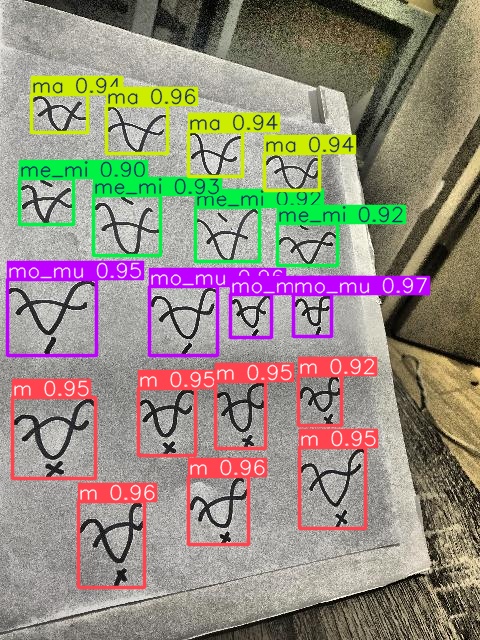 ma 0.94 ma 0.96 ma 0.94 ma 0.94
ᜋ ᜋ ᜋ ᜋ
me_mi 0.90 me_mi 0.93 me_mi 0.92 me_mi 0.92
ᜋᜒ ᜋᜒ ᜋᜒ ᜋᜒ
mo_mu 0.95 mo_mu mo_m mo_mu 0.97
ᜋᜓ ᜋᜓ ᜋᜓ ᜋᜓ
m 0.95 m 0.95 m 0.95 m 0.92
ᜋ᜔ ᜋ᜔ ᜋ᜔ ᜋ᜔
m 0.96 m 0.96 m 0.95
ᜋ᜔ ᜋ᜔ ᜋ᜔